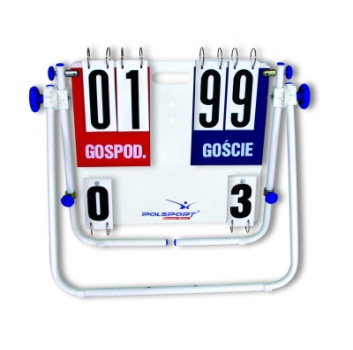 01 99
GOSPOD. GOŚCIE
0 3
POLSPORT